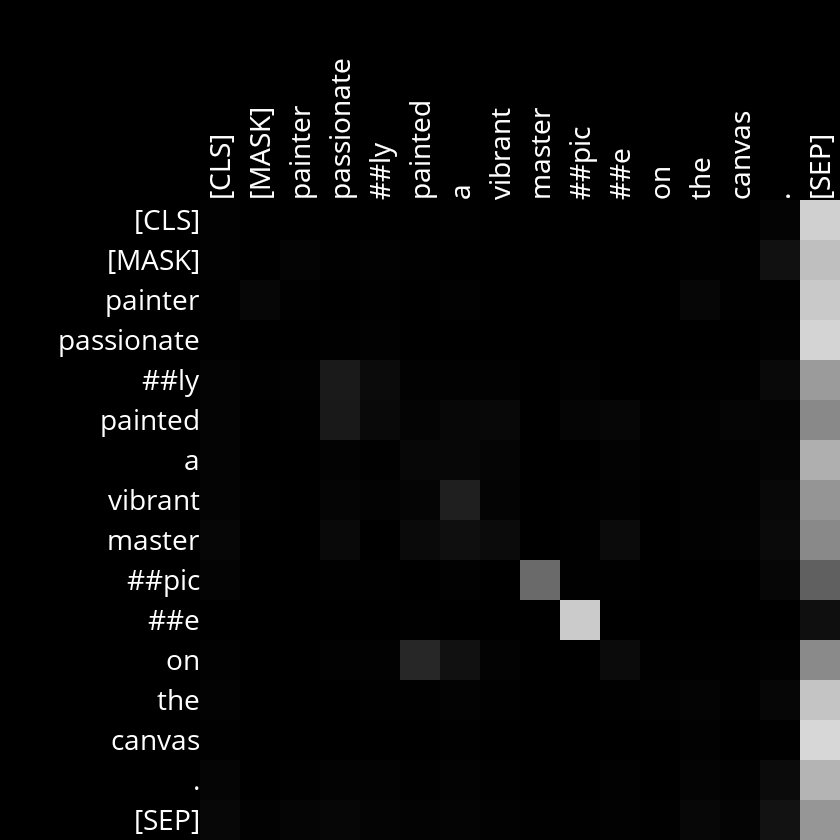 [CLS] [MASK] painter passionate ##ly painted a vibrant master ##pic ##e on the canvas . [SEP]
[CLS]
[MASK]
painter
passionate
##ly
painted
a
vibrant
master
##pic
##e
on
the
canvas
.
[SEP]